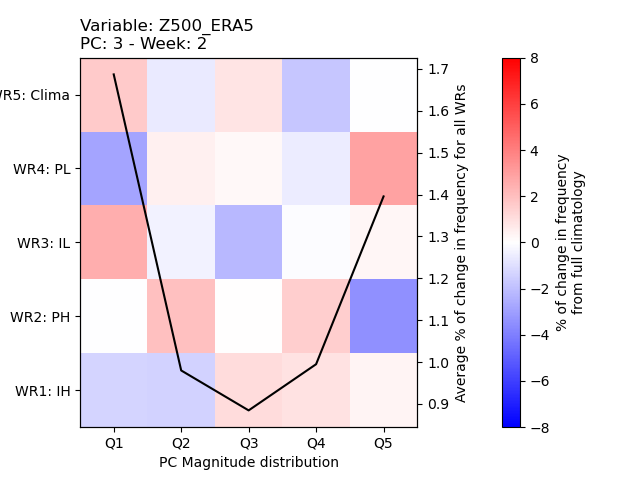 Variable: Z500_ERA5
PC: 3 - Week: 2
WR5: Clima
WR4: PL
WR3: IL
WR2: PH
WR1: IH
Q1 Q2 Q3 Q4 Q5
PC Magnitude distribution
1.7
1.6
1.5
1.4
1.3
1.2
1.1
1.0
0.9
Average % of change in frequency for all WRs
8
6
4
2
0
−2
−4
−6
−8
% of change in frequency
from full climatology